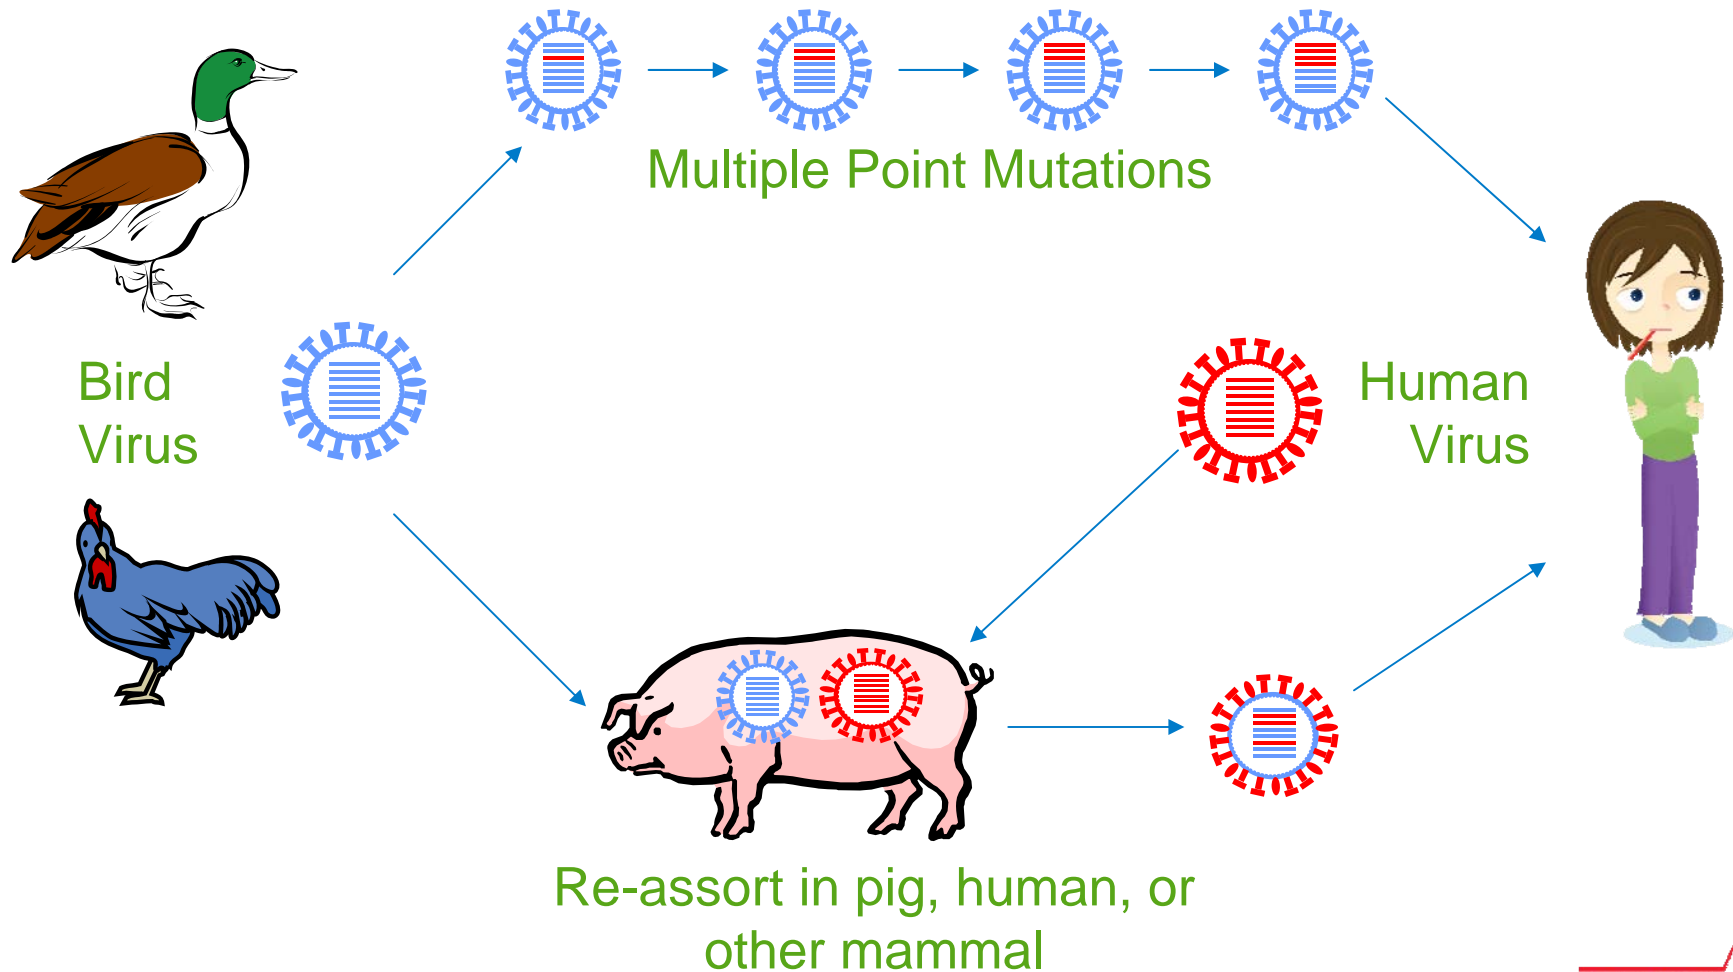 Multiple Point Mutations
Bird
Virus
Human
Virus
Re-assort in pig, human, or
other mammal